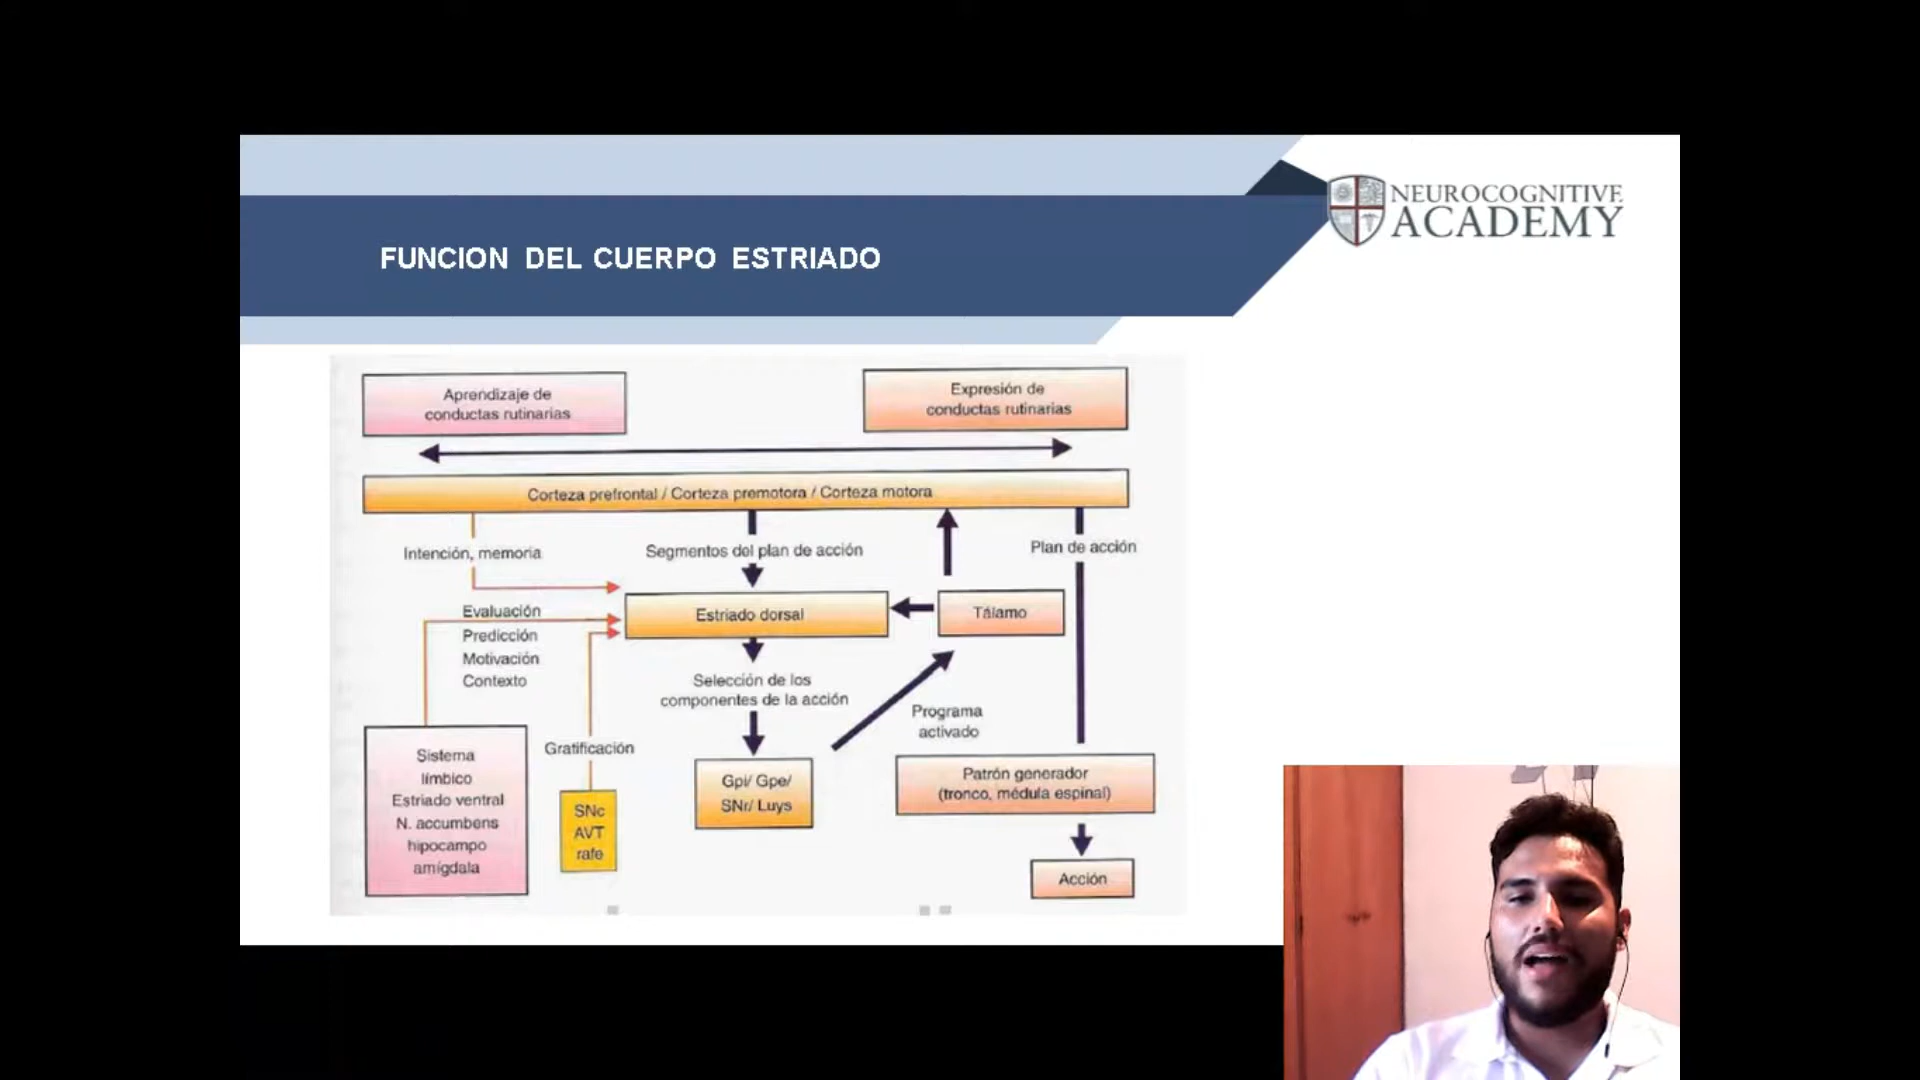 NEUROCOGNITIVE
ACADEMY
FUNCION DEL CUERPO ESTRIADO
Aprendizaje de
conductas rutinarias
Expresión de
conductas rutinarias
Corteza prefrontal / Corteza premotora / Corteza motora
Intención, memoria
Segmentos del plan de acción
Plan de acción
Evaluación
Predicción
Motivación
Contexto
Estriado dorsal
Tálamo
Selección de los
componentes de la acción
Programa
activado
Gratificación
Sistema
límbico
Estriado ventral
N. accumbens
hipocampo
amígdala
SNc
AVT
rafe
Gpi/ Gpe/
SNr/ Luys
Patrón generador
(tronco, médula espinal)
Acción